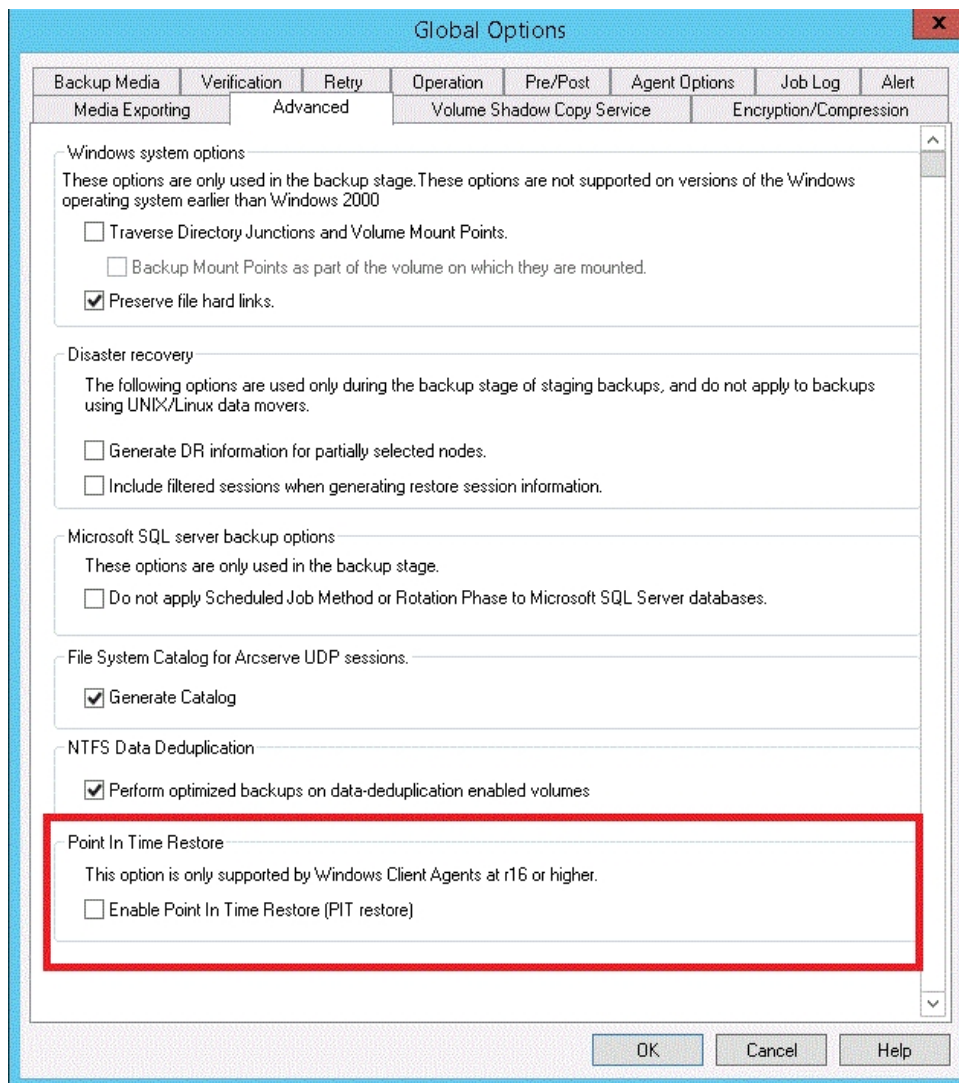 Global Options
x
Backup Media
Verification
Retry
Operation
Pre/Post
Agent Options
Job Log
Alert
Media Exporting
Advanced
Volume Shadow Copy Service
Encryption/Compression
Windows system options
These options are only used in the backup stage.These options are not supported on versions of the Windows
operating system earlier than Windows 2000
Traverse Directory Junctions and Volume Mount Points.
Backup Mount Points as part of the volume on which they are mounted.
Preserve file hard links.
Disaster recovery
The following options are used only during the backup stage of staging backups, and do not apply to backups
using UNIX/Linux data movers.
Generate DR information for partially selected nodes.
Include filtered sessions when generating restore session information.
Microsoft SQL server backup options
These options are only used in the backup stage.
Do not apply Scheduled Job Method or Rotation Phase to Microsoft SQL Server databases.
File System Catalog for Arcserve UDP sessions.
Generate Catalog
NTFS Data Deduplication
Perform optimized backups on data-deduplication enabled volumes
Point In Time Restore
This option is only supported by Windows Client Agents at r16 or higher.
Enable Point In Time Restore (PIT restore)
OK
Cancel
Help